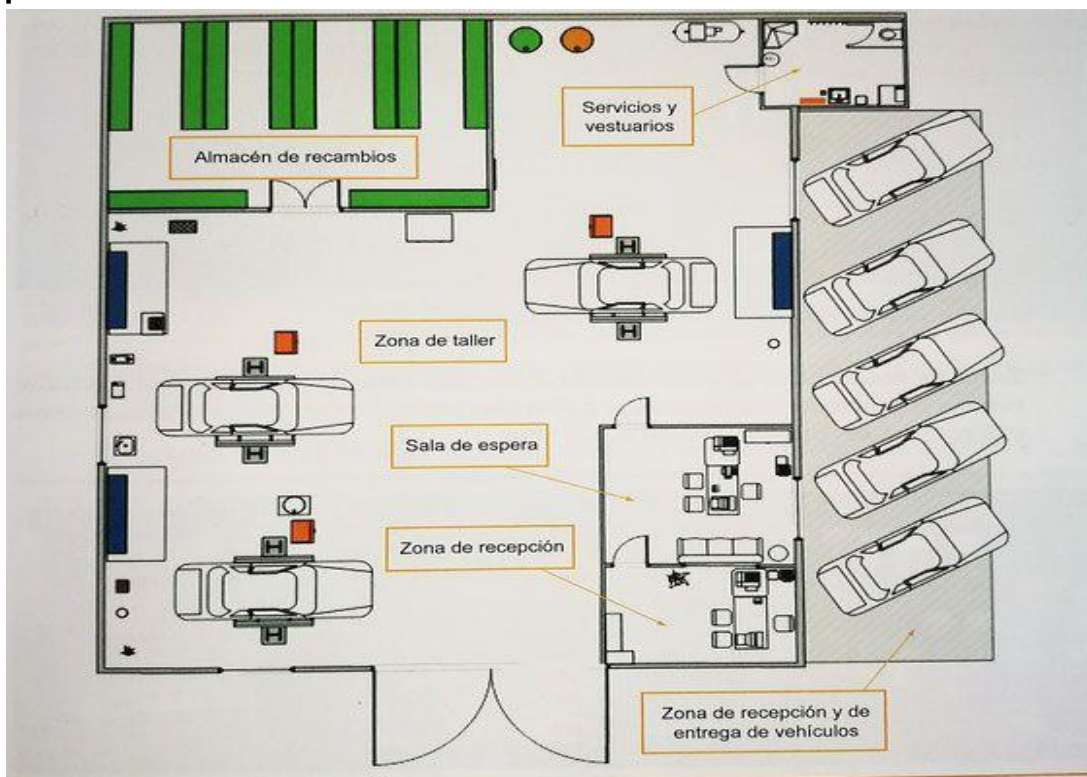 Servicios y
vestuarios
Almacén de recambios
Zona de taller
Sala de espera
Zona de recepción
Zona de recepción y de
entrega de vehículos